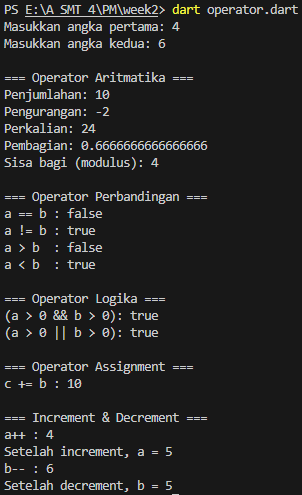 PS E:\A SMT 4\PM\week2> dart operator.dart
Masukkan angka pertama: 4
Masukkan angka kedua: 6
=== Operator Aritmatika ===
Penjumlahan: 10
Pengurangan: -2
Perkalian: 24
Pembagian: 0.6666666666666666
Sisa bagi (modulus): 4
=== Operator Perbandingan ===
a == b : false
a != b : true
a > b  : false
a < b  : true
=== Operator Logika ===
(a > 0 && b > 0): true
(a > 0 || b > 0): true
=== Operator Assignment ===
c += b : 10
=== Increment & Decrement ===
a++ : 4
Setelah increment, a = 5
b-- : 6
Setelah decrement, b = 5